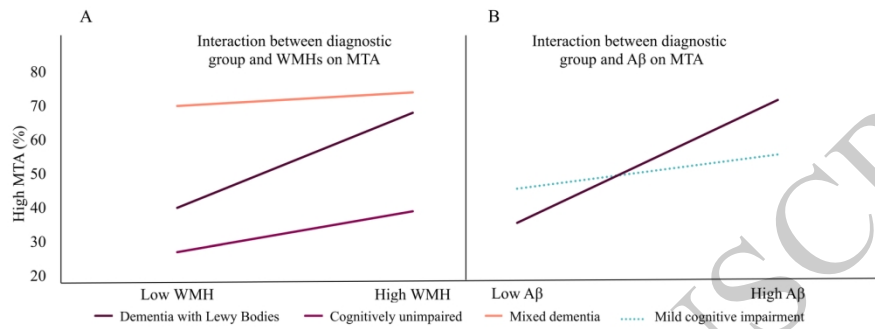 A
B
Interaction between diagnostic
group and WMHs on MTA
Interaction between diagnostic
group and Aβ on MTA
High MTA (%)
80
70
60
50
40
30
20
Low WMH
High WMH
Low Aβ
High Aβ
Dementia with Lewy Bodies
Cognitively unimpaired
Mixed dementia
Mild cognitive impairment